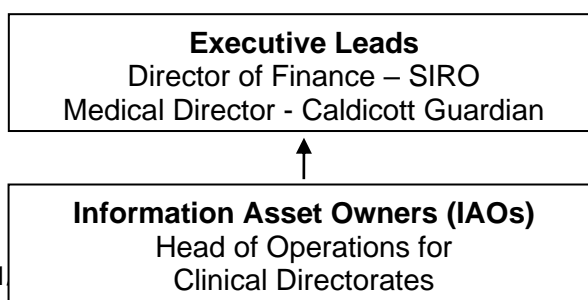 Executive Leads
Director of Finance – SIRO
Medical Director - Caldicott Guardian
Information Asset Owners (IAOs)
Head of Operations for
Clinical Directorates